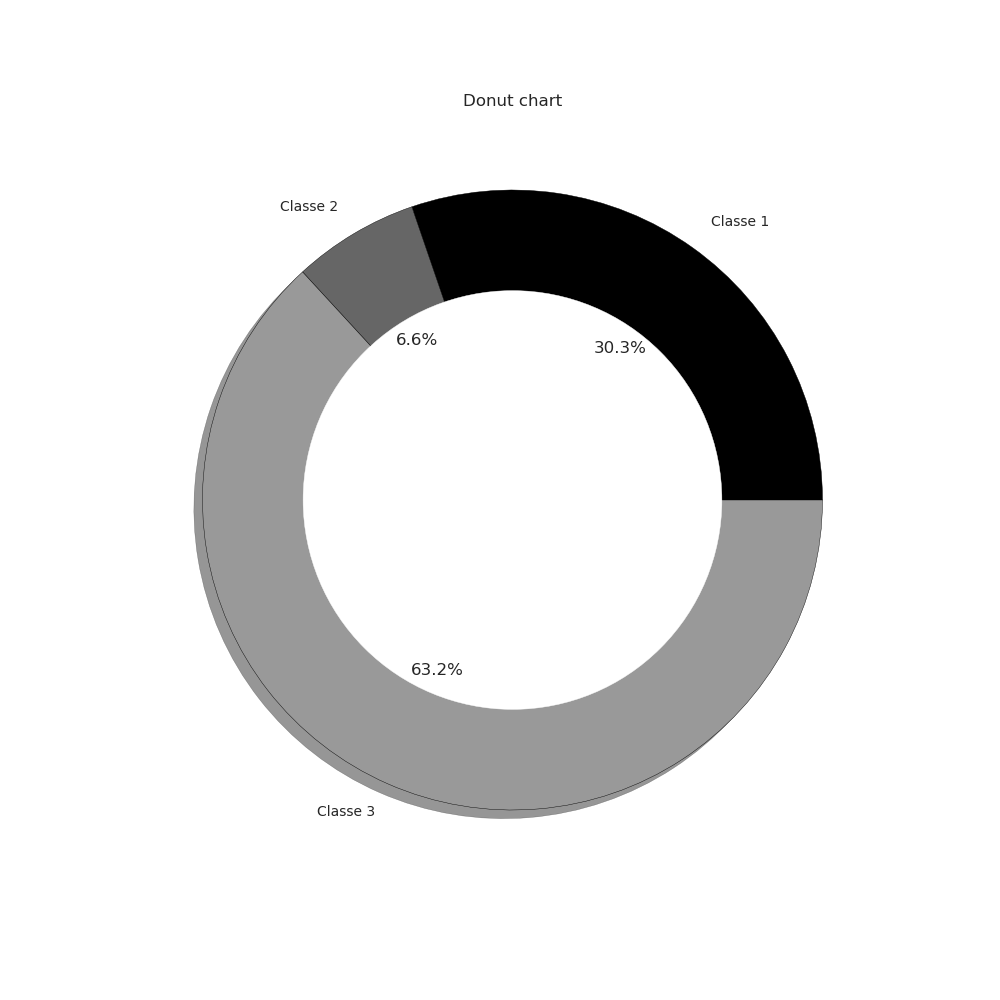 Donut chart
Classe 2
Classe 1
6.6%
30.3%
63.2%
Classe 3